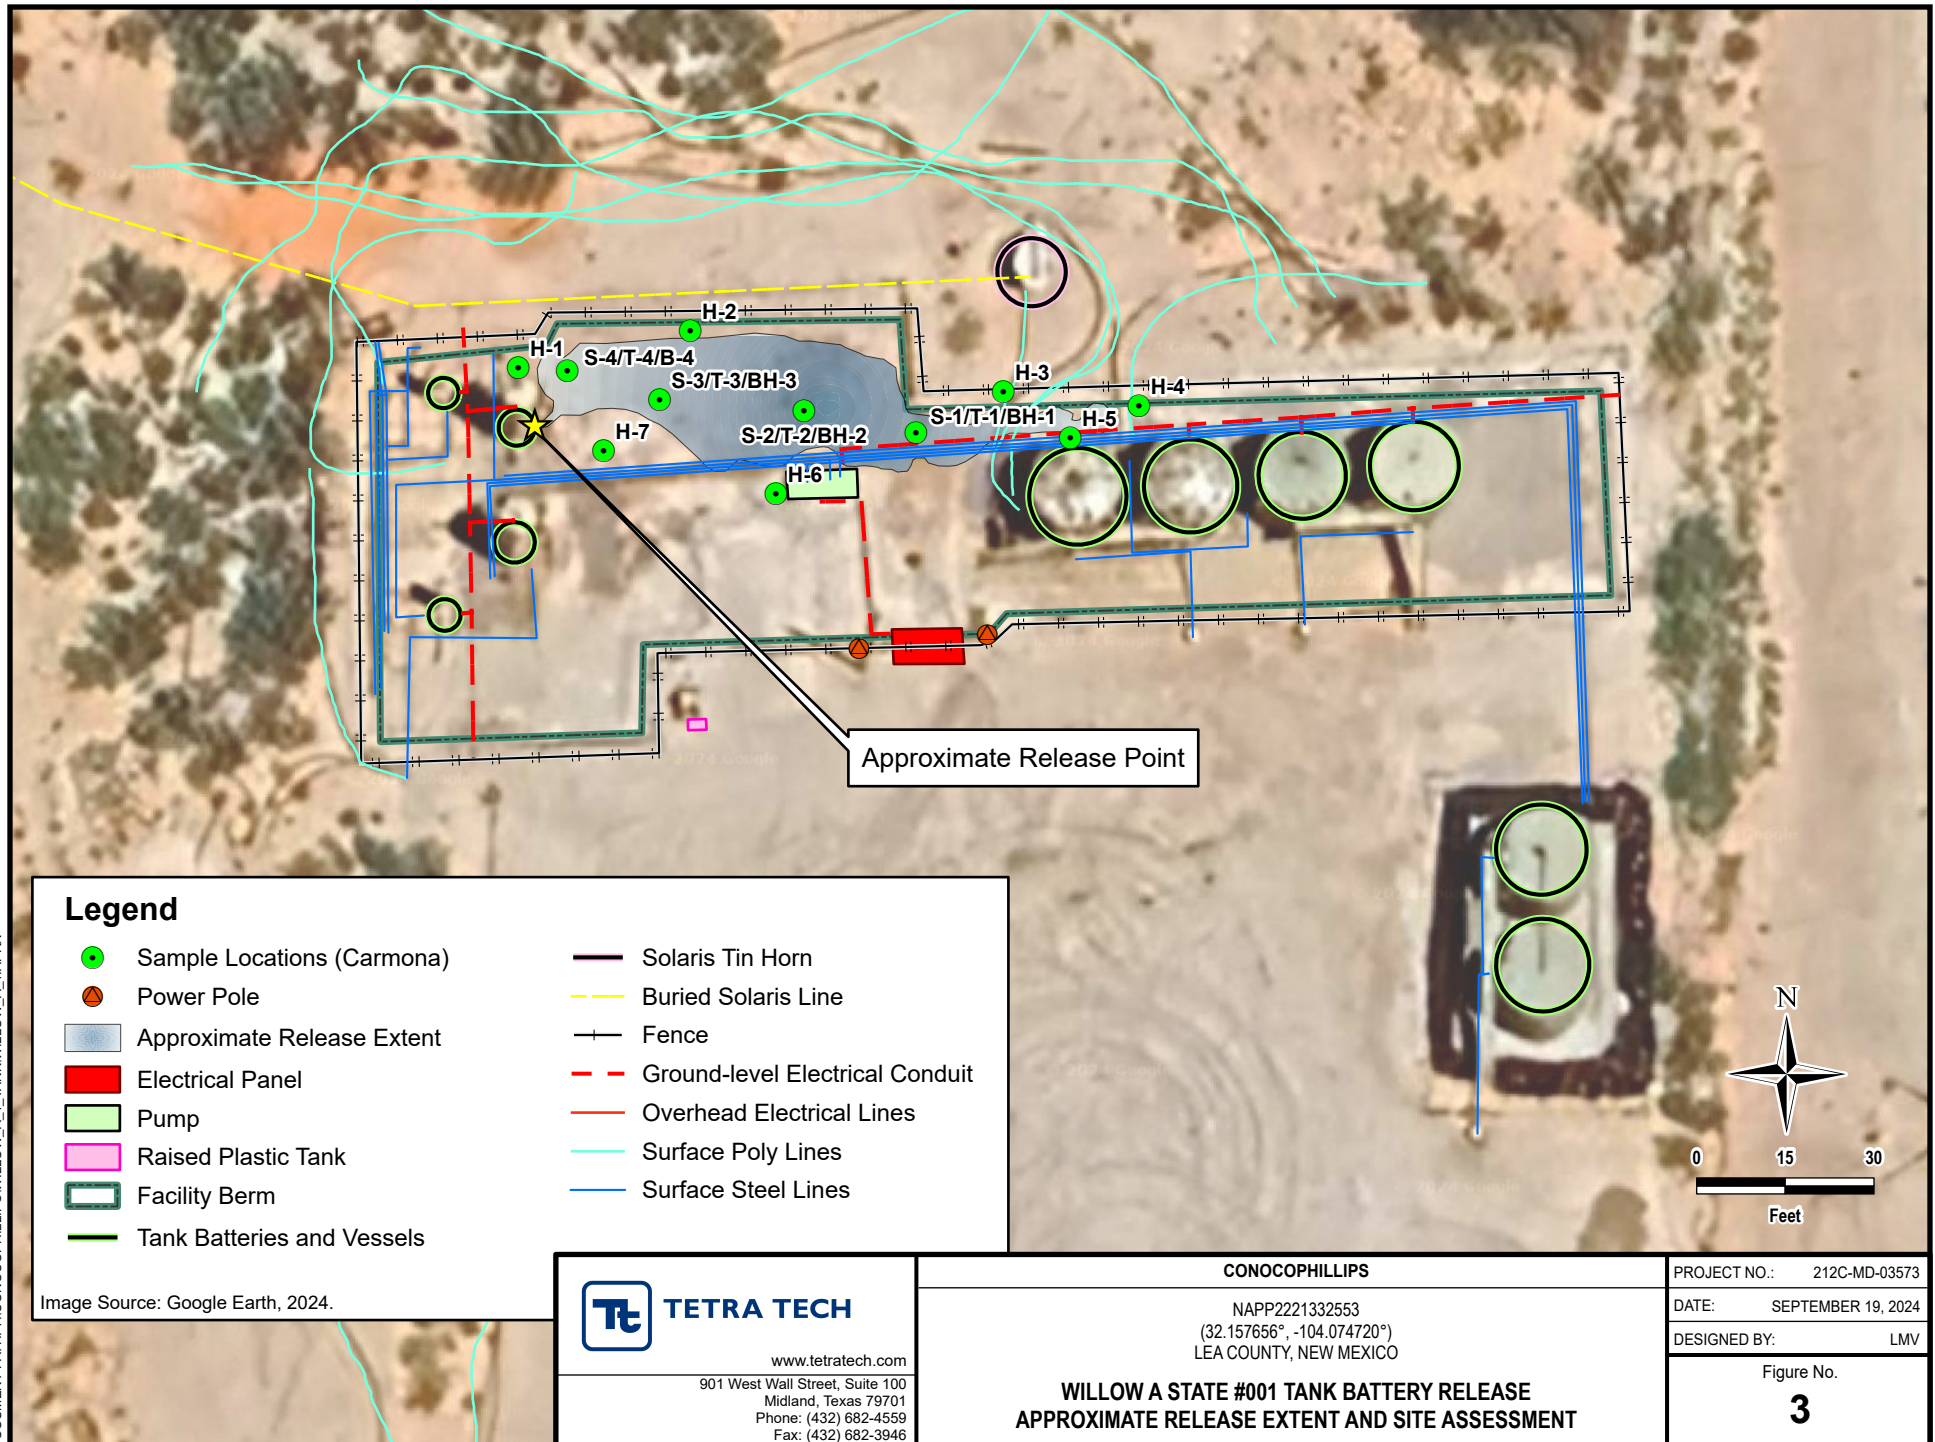 H-2
H-1
S-4/T-4/B-4
S-3/T-3/BH-3
H-3
H-4
S-1/T-1/BH-1
H-5
H-7
S-2/T-2/BH-2
H-6
Approximate Release Point
2024 Google
Legend
Sample Locations (Carmona)
Power Pole
Approximate Release Extent
Electrical Panel
Pump
Raised Plastic Tank
Facility Berm
Tank Batteries and Vessels
Solaris Tin Horn
Buried Solaris Line
Fence
Ground-level Electrical Conduit
Overhead Electrical Lines
Surface Poly Lines
Surface Steel Lines
Image Source: Google Earth, 2024.
N
0 15 30
Feet
Tt TETRA TECH
www.tetratech.com
901 West Wall Street, Suite 100
Midland, Texas 79701
Phone: (432) 682-4559
Fax: (432) 682-3946
CONOCOPHILLIPS
NAPP2221332553
(32.157656°, -104.074720°)
LEA COUNTY, NEW MEXICO
WILLOW A STATE #001 TANK BATTERY RELEASE
APPROXIMATE RELEASE EXTENT AND SITE ASSESSMENT
PROJECT NO.: 212C-MD-03573
DATE: SEPTEMBER 19, 2024
DESIGNED BY: LMV
Figure No.
3